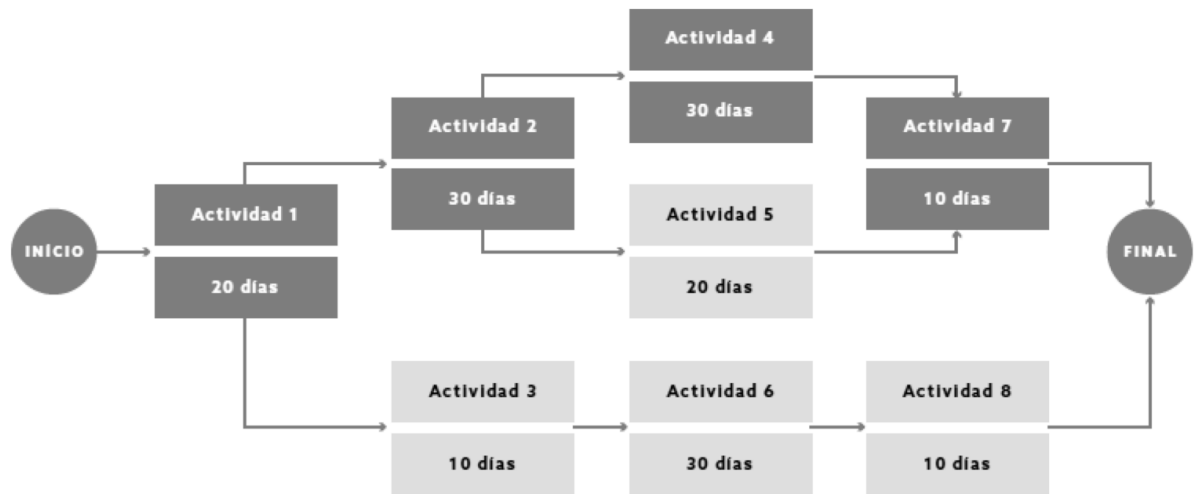 INÍCIO
Actividad 1
20 días
Actividad 2
30 días
Actividad 3
10 días
Actividad 4
30 días
Actividad 5
20 días
Actividad 6
30 días
Actividad 7
10 días
Actividad 8
10 días
FINAL